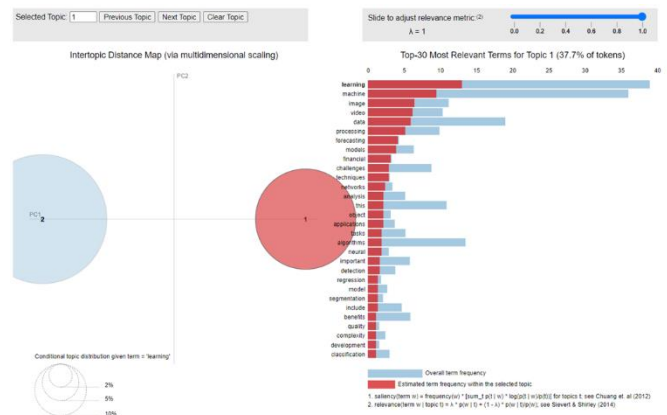 Selected Topic: 1 Previous Topic Next Topic Clear Topic
Slide to adjust relevance metric:(2)
λ = 1
0.0 0.2 0.4 0.6 0.8 1.0
Intertopic Distance Map (via multidimensional scaling)
PC2
PC1
2
1
Conditional topic distribution given term = 'learning'
2%
5%
10%
Top-30 Most Relevant Terms for Topic 1 (37.7% of tokens)
0 5 10 15 20 25 30 35 40
learning
machine
image
video
data
processing
forecasting
models
financial
challenges
techniques
networks
analysis
this
object
applications
tasks
algorithms
neural
important
detection
regression
model
segmentation
include
benefits
quality
complexity
development
classification
Overall term frequency
Estimated term frequency within the selected topic
1. saliency(term w) = frequency(w) * [sum_t p(t | w) * log(p(t | w)/p(t))] for topics t; see Chuang et. al (2012)
2. relevance(term w | topic t) = λ * p(w | t) + (1 - λ) * p(w | t)/p(w); see Sievert & Shirley (2014)